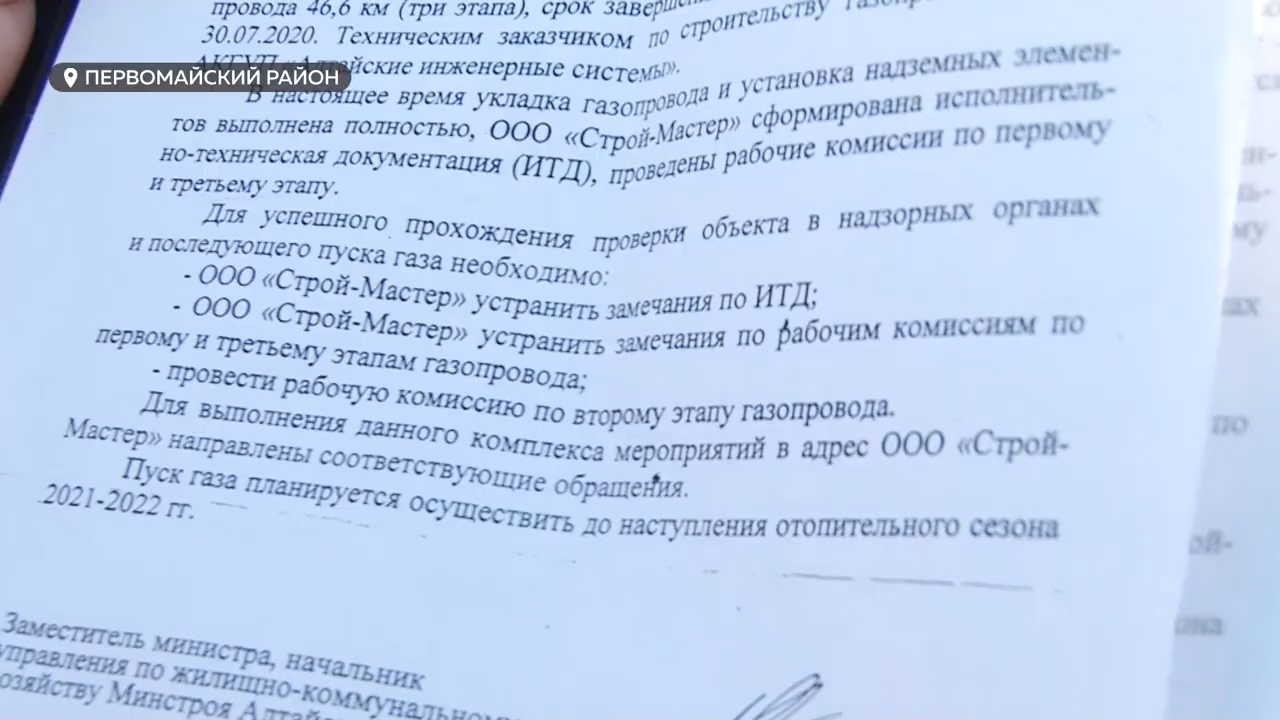 провода 46,6 км (три этапа), срок
30.07.2020. Техническим заказчиком по строительству
ПЕРВОМАЙСКИЙ РАЙОН
АКГУП «Алтайские инженерные системы».
В настоящее время укладка газопровода и установка надземных элемен-
тов выполнена полностью, ООО «Строй-Мастер» сформирована исполнитель-
но-техническая документация (ИТД), проведены рабочие комиссии по первому
и третьему этапу.
Для успешного прохождения проверки объекта в надзорных органах
и последующего пуска газа необходимо:
- ООО «Строй-Мастер» устранить замечания по ИТД;
- ООО «Строй-Мастер» устранить замечания по рабочим комиссиям по
первому и третьему этапам газопровода;
- провести рабочую комиссию по второму этапу газопровода.
Для выполнения данного комплекса мероприятий в адрес ООО «Строй-
Мастер» направлены соответствующие обращения.
Пуск газа планируется осуществить до наступления отопительного сезона
2021-2022 гг.
Заместитель министра, начальник
управления по жилищно-коммунальному
хозяйству Минстроя